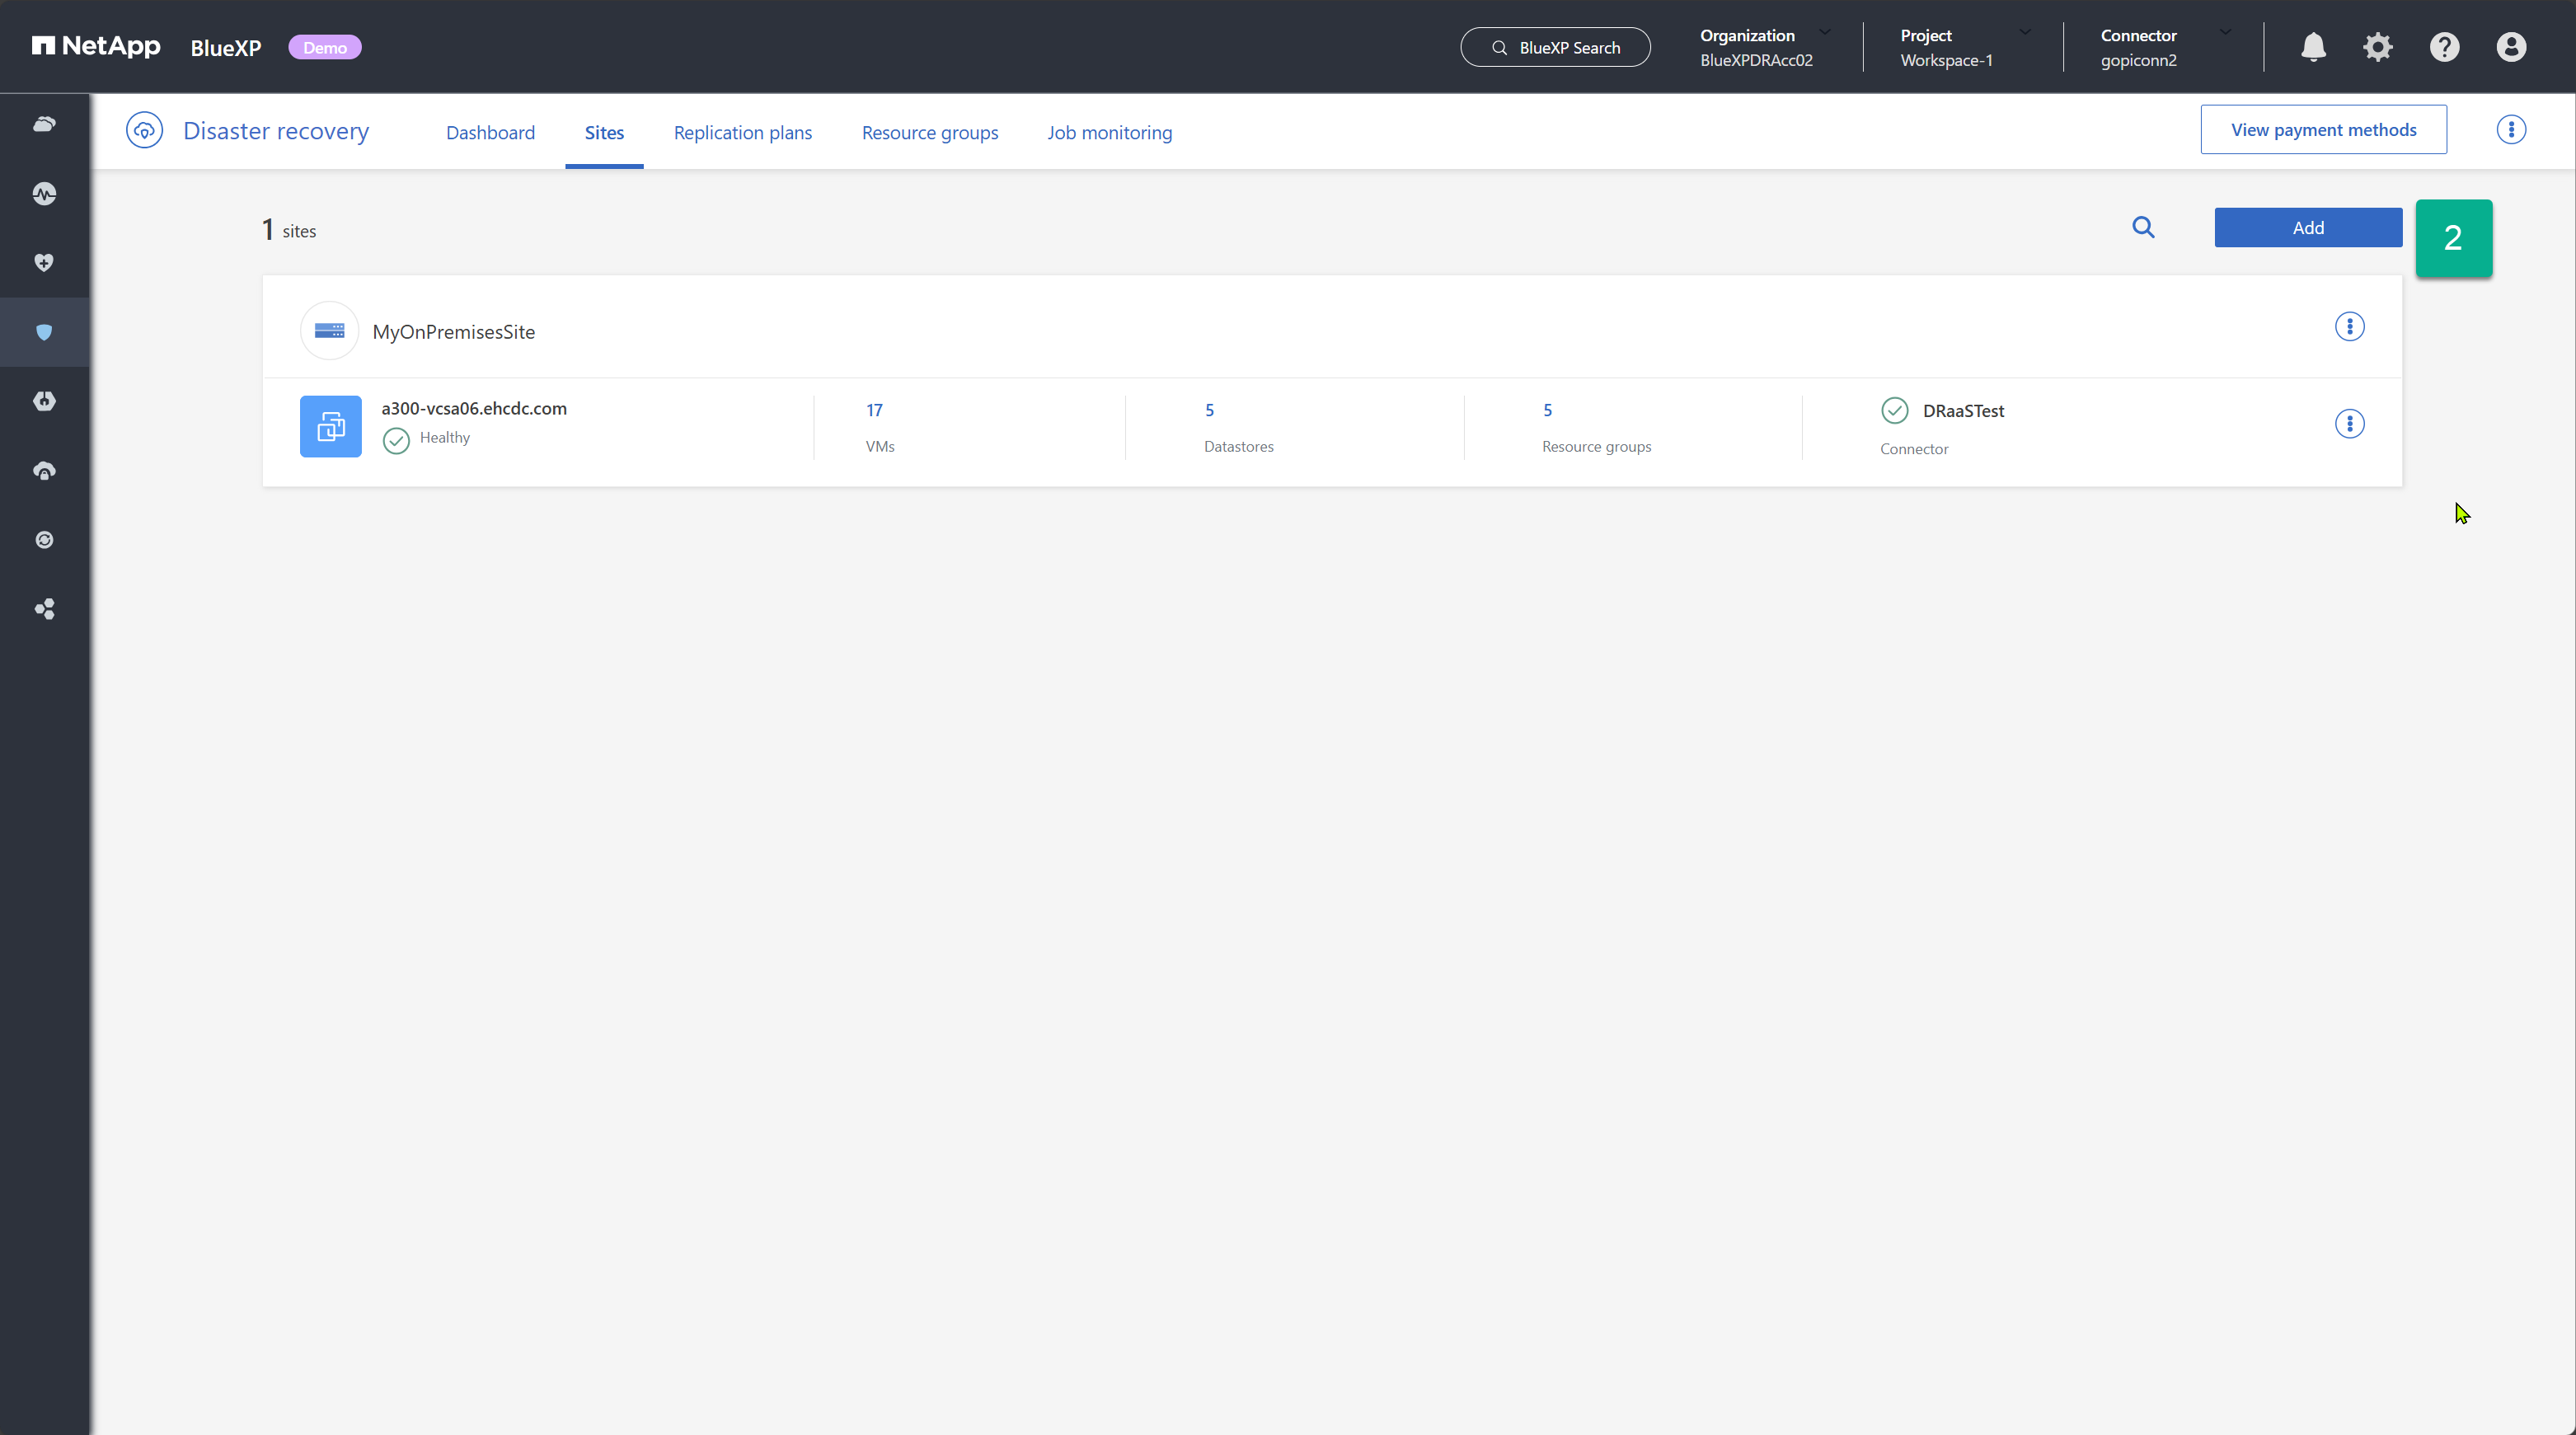 NetApp BlueXP Demo
BlueXP Search
Organization
BlueXPDRAcc02
Project
Workspace-1
Connector
gopiconn2
Disaster recovery
Dashboard
Sites
Replication plans
Resource groups
Job monitoring
View payment methods
1 sites
Add
2
MyOnPremisesSite
a300-vcsa06.ehcdc.com
Healthy
17
VMs
5
Datastores
5
Resource groups
DRaaSTest
Connector